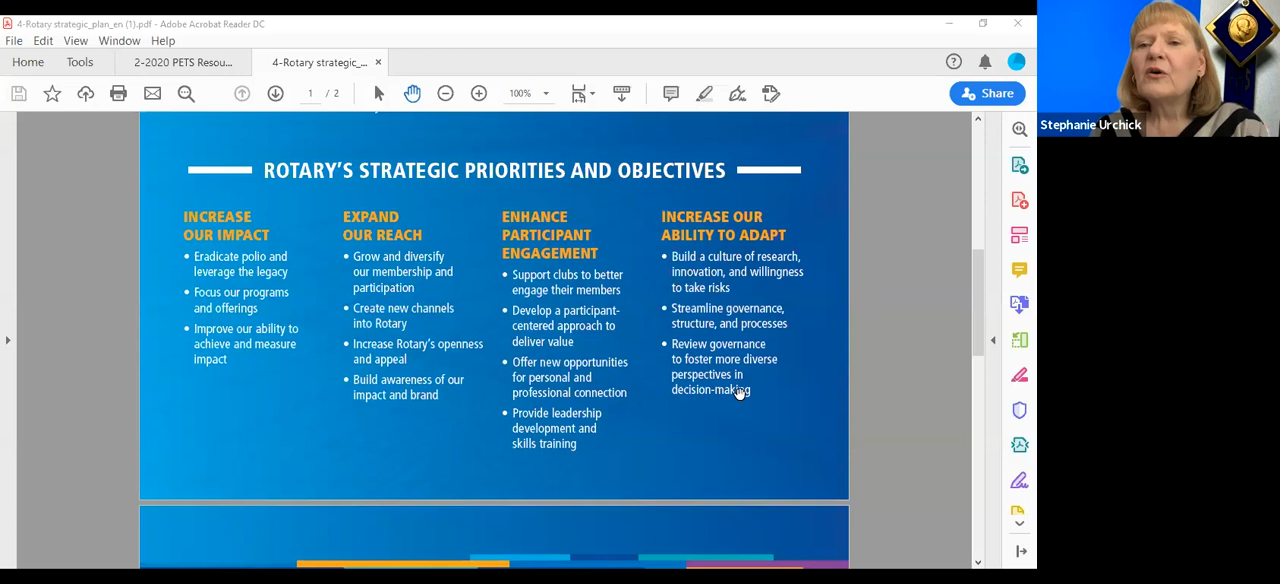 4-Rotary strategic_plan_en (1).pdf - Adobe Acrobat Reader DC
File Edit View Window Help
Home Tools 2-2020 PETS Resou... 4-Rotary strategic_... ×
1 / 2 100% Share
Stephanie Urchick
ROTARY'S STRATEGIC PRIORITIES AND OBJECTIVES
INCREASE
OUR IMPACT
• Eradicate polio and
leverage the legacy
• Focus our programs
and offerings
• Improve our ability to
achieve and measure
impact
EXPAND
OUR REACH
• Grow and diversify
our membership and
participation
• Create new channels
into Rotary
• Increase Rotary's openness
and appeal
• Build awareness of our
impact and brand
ENHANCE
PARTICIPANT
ENGAGEMENT
• Support clubs to better
engage their members
• Develop a participant-
centered approach to
deliver value
• Offer new opportunities
for personal and
professional connection
• Provide leadership
development and
skills training
INCREASE OUR
ABILITY TO ADAPT
• Build a culture of research,
innovation, and willingness
to take risks
• Streamline governance,
structure, and processes
• Review governance
to foster more diverse
perspectives in
decision-making